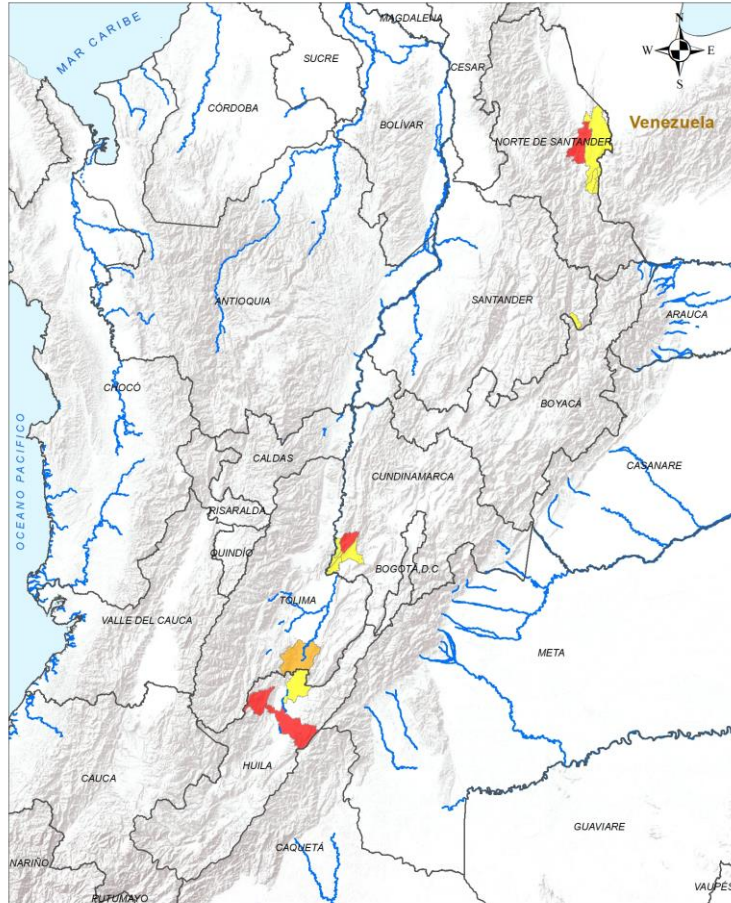 MAGDALENA
N
MAR CARIBE
SUCRE
W
E
CESAR
S
CÓRDOBA
BOLÍVAR
Venezuela
NORTE DE SANTANDER
ANTIOQUIA
SANTANDER
ARAUCA
CHOCÓ
BOYACÁ
CALDAS
CUNDINAMARCA
CASANARE
OCEANO PACIFICO
RISARALDA
QUINDÍO
BOGOTÁ, D.C
TOLIMA
VALLE DEL CAUCA
META
HUILA
CAUCA
GUAVIARE
CAQUETÁ
NARIÑO
VAUPÉS
PUTUMAYO